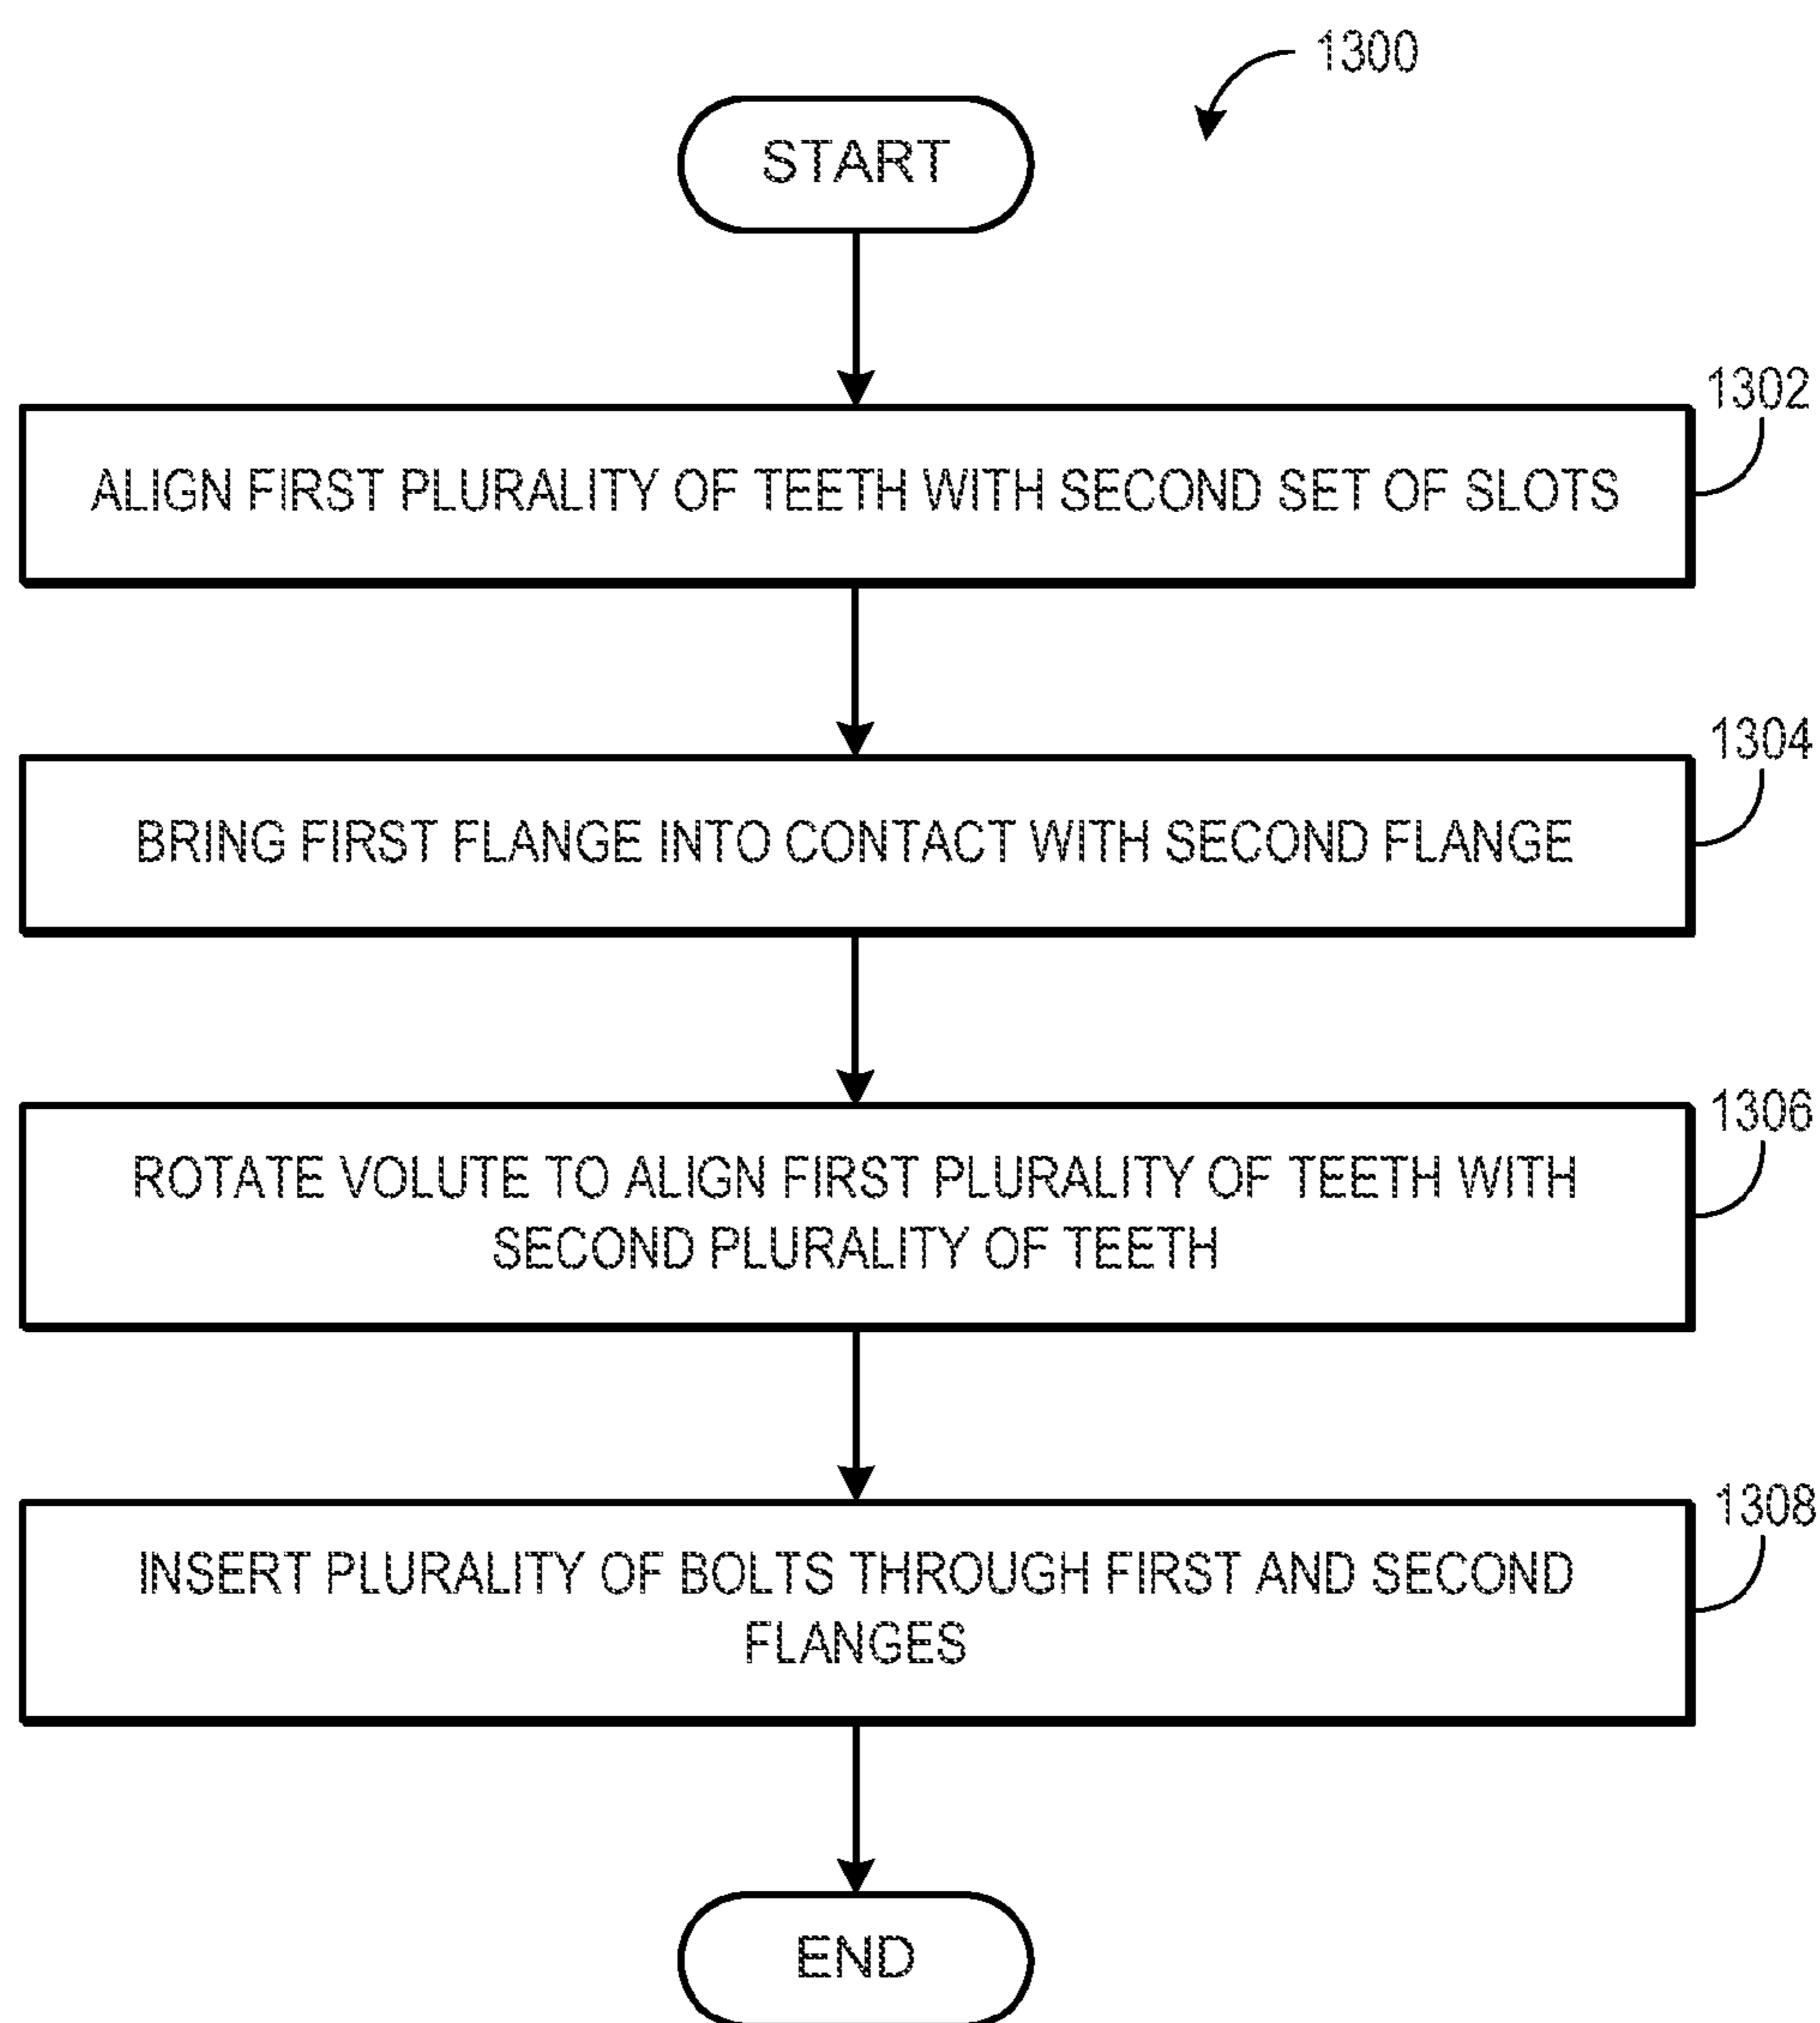 1300
START
1302
ALIGN FIRST PLURALITY OF TEETH WITH SECOND SET OF SLOTS
1304
BRING FIRST FLANGE INTO CONTACT WITH SECOND FLANGE
1306
ROTATE VOLUTE TO ALIGN FIRST PLURALITY OF TEETH WITH
SECOND PLURALITY OF TEETH
1308
INSERT PLURALITY OF BOLTS THROUGH FIRST AND SECOND
FLANGES
END